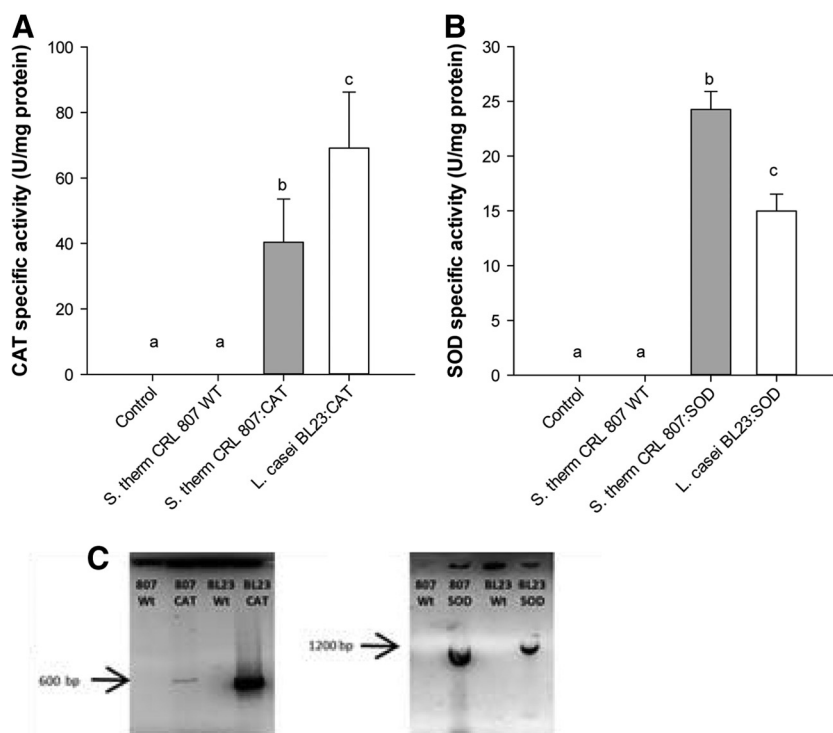 A
CAT specific activity (U/mg protein)
100
80
60
40
20
0
a
a
b
c
Control
S. therm CRL 807 WT
S. therm CRL 807:CAT
L. casei BL23:CAT
B
SOD specific activity (U/mg protein)
30
25
20
15
10
5
0
a
a
b
c
Control
S. therm CRL 807 WT
S. therm CRL 807:SOD
L. casei BL23:SOD
C
807 807 BL23 BL23
Wt CAT Wt CAT
600 bp
807 807 BL23 BL23
Wt SOD Wt SOD
1200 bp